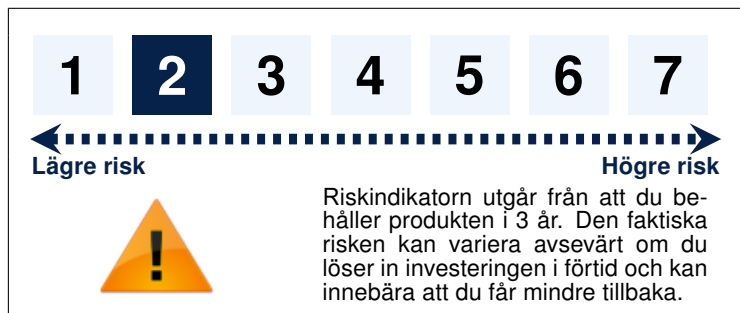 1 2 3 4 5 6 7
Lägre risk Högre risk
!
Riskindikatorn utgår från att du be-
håller produkten i 3 år. Den faktiska
risken kan variera avsevärt om du
löser in investeringen i förtid och kan
innebära att du får mindre tillbaka.